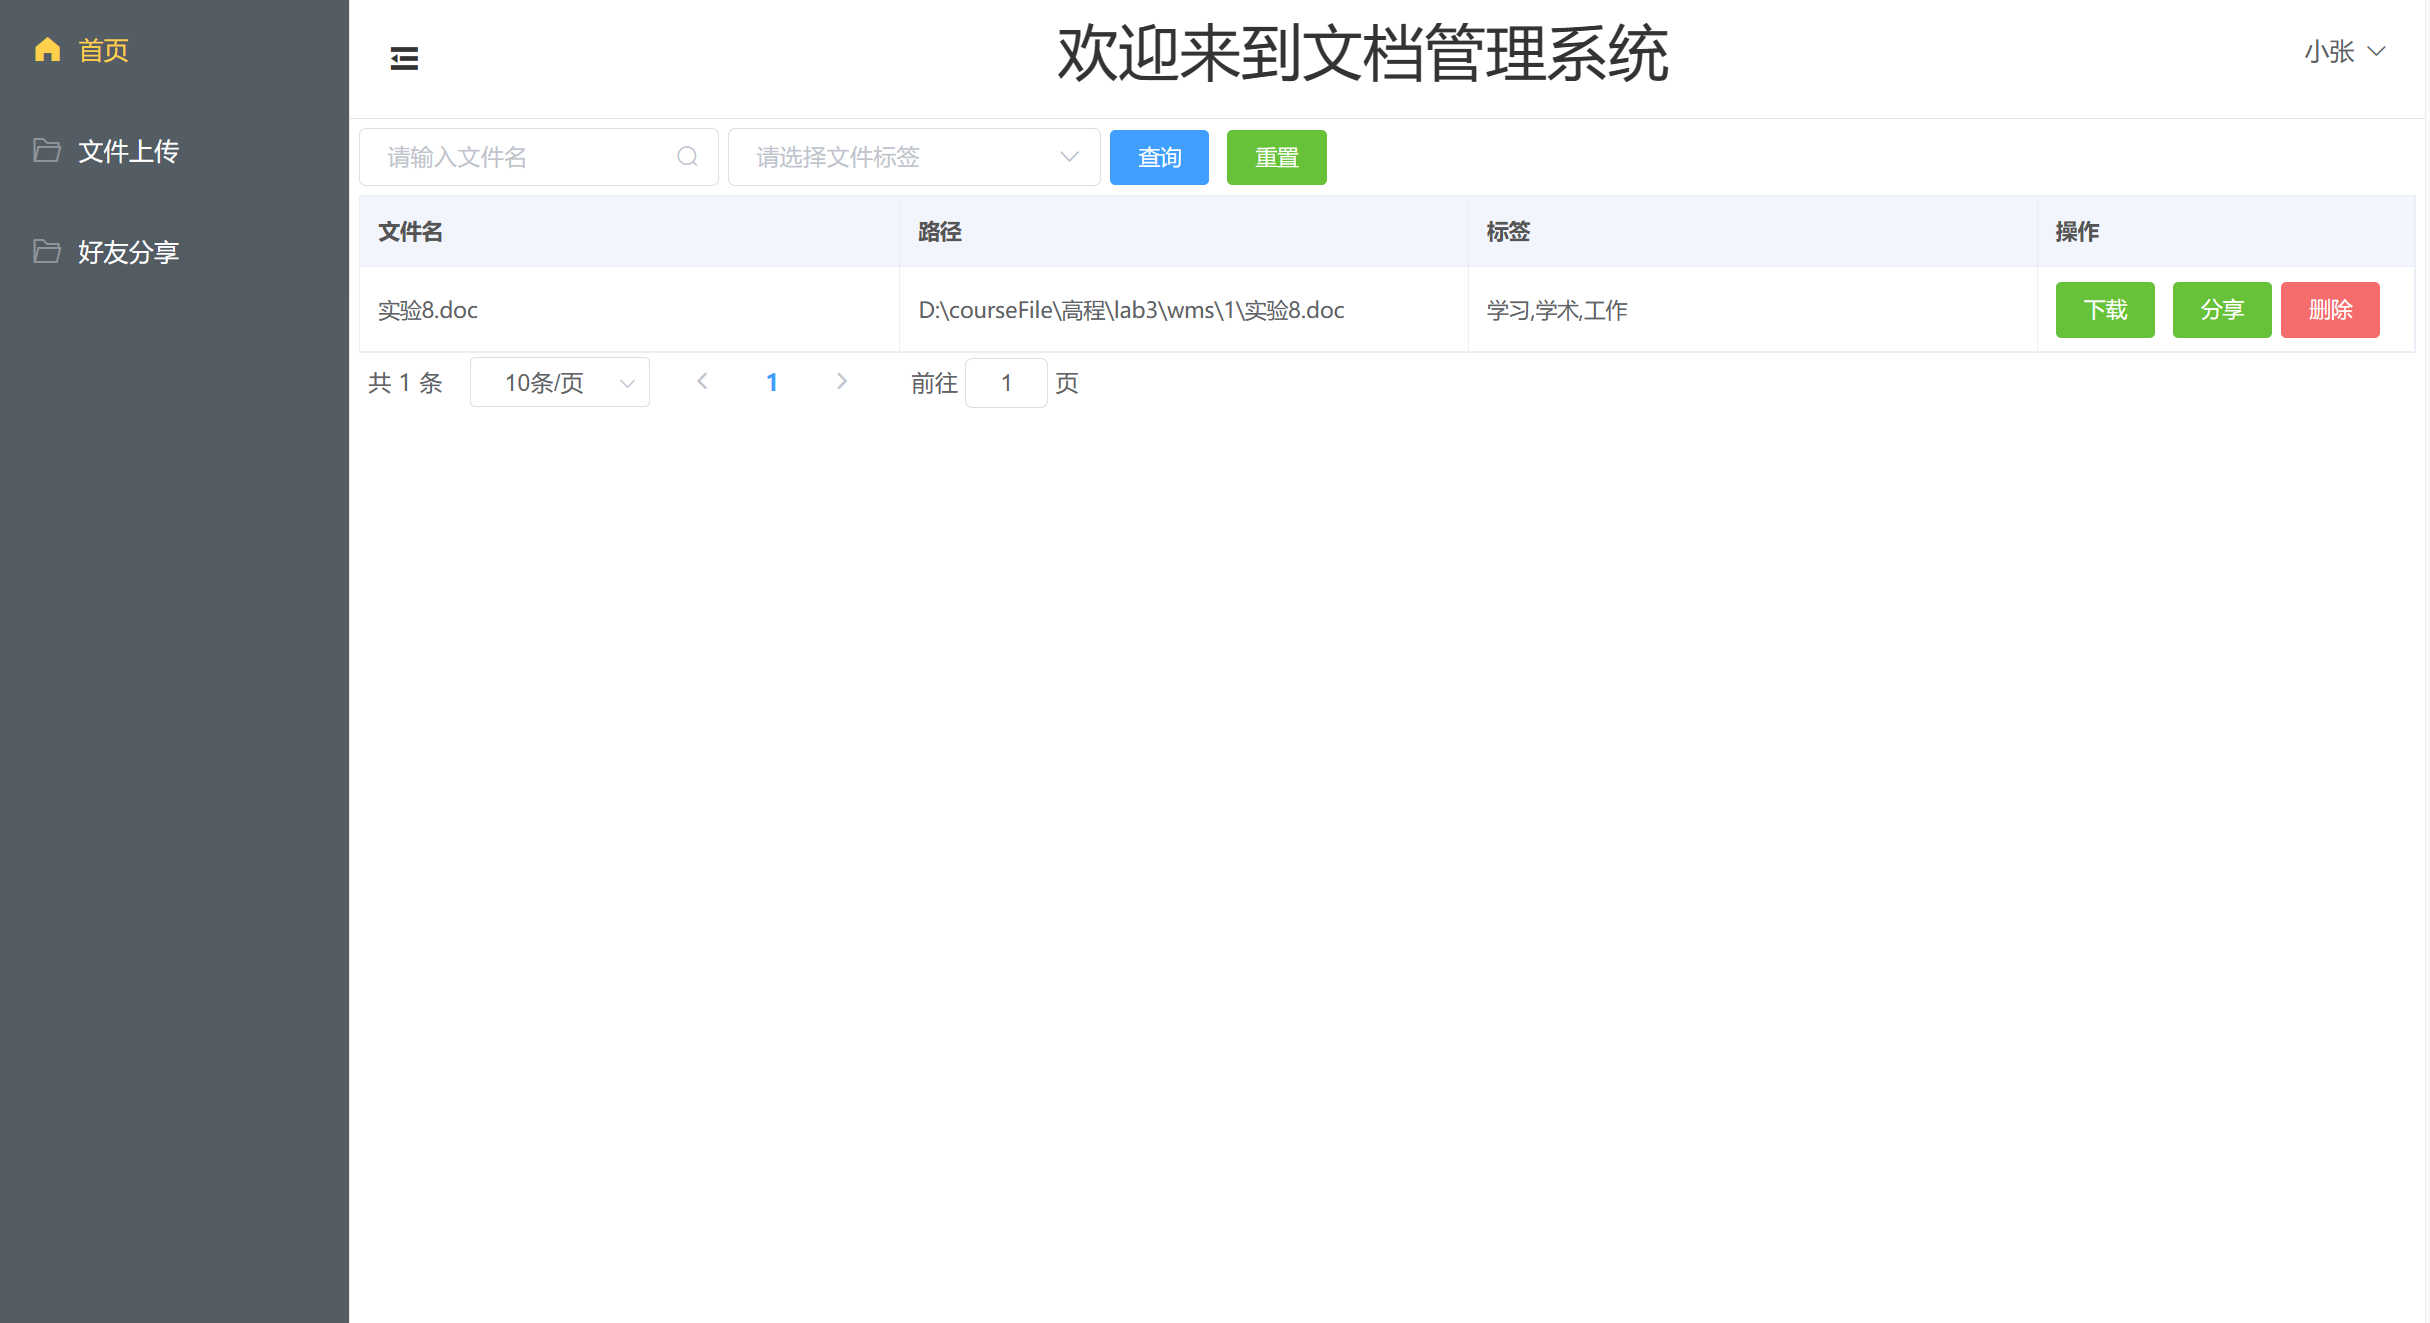 首页
文件上传
好友分享
欢迎来到文档管理系统
小张
请输入文件名 请选择文件标签 查询 重置
文件名 路径 标签 操作
实验8.doc D:\courseFile\高程\lab3\wms\1\实验8.doc 学习,学术,工作 下载 分享 删除
共 1 条 10条/页 1 前往 1 页